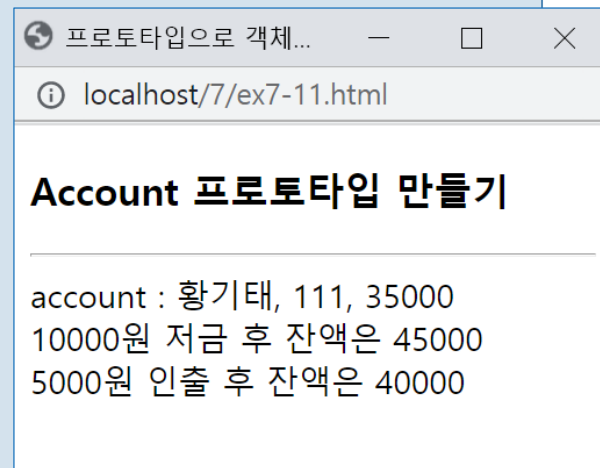 프로토타입으로 객체...
localhost/7/ex7-11.html
Account 프로토타입 만들기
account : 황기태, 111, 35000
10000원 저금 후 잔액은 45000
5000원 인출 후 잔액은 40000